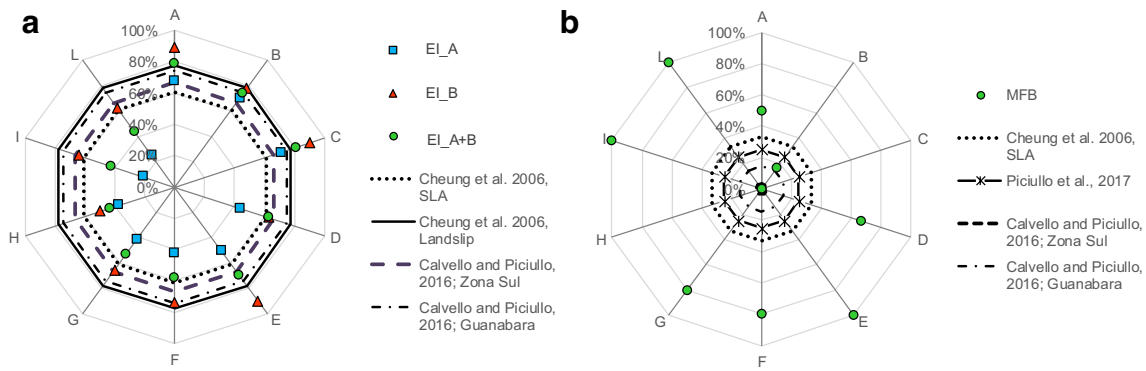 a
A
B
C
D
E
F
G
H
I
L
100%
80%
60%
40%
20%
0%
EI_A
EI_B
EI_A+B
Cheung et al. 2006,
SLA
Cheung et al. 2006,
Landslip
Calvello and Piciullo,
2016; Zona Sul
Calvello and Piciullo,
2016; Guanabara
b
A
B
C
D
E
F
G
H
I
L
100%
80%
60%
40%
20%
0%
MFB
Cheung et al. 2006,
SLA
Piciullo et al., 2017
Calvello and Piciullo,
2016; Zona Sul
Calvello and Piciullo,
2016; Guanabara